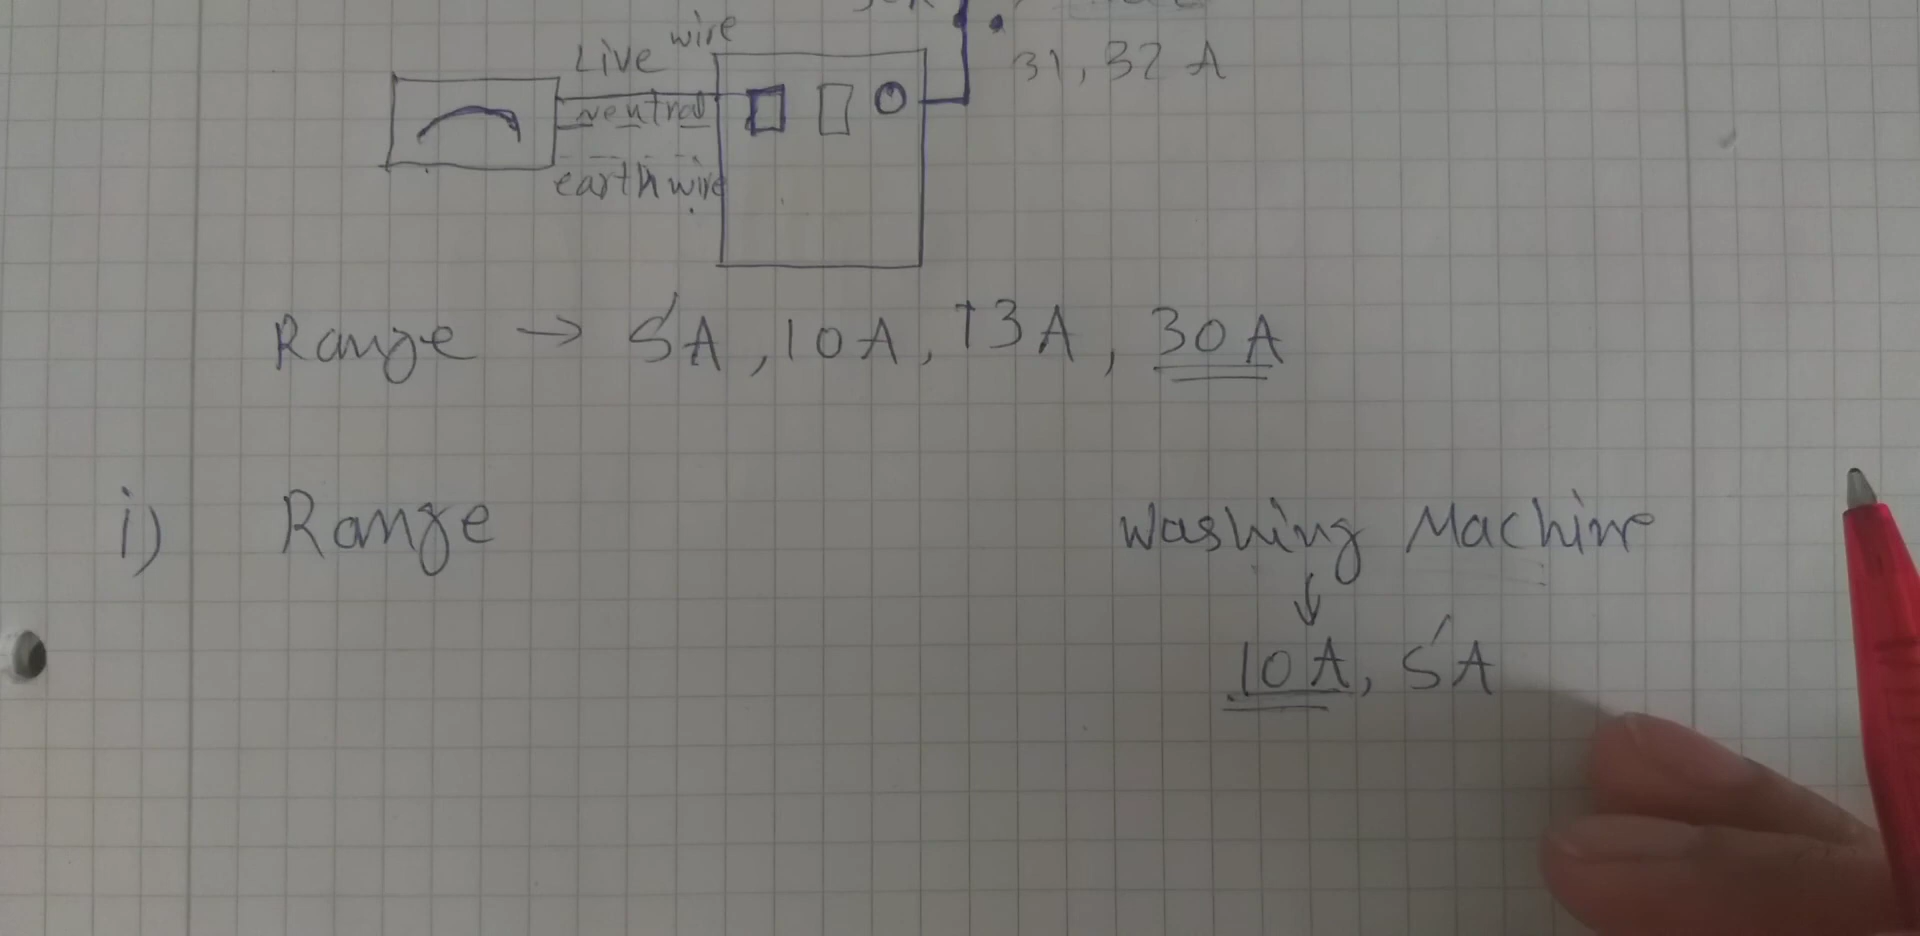 Live wire
31, 32 A
neutral
earth wire
Range → 5A, 10A, 13A, 30A
i) Range
Washing Machine
↓
10A, 5A